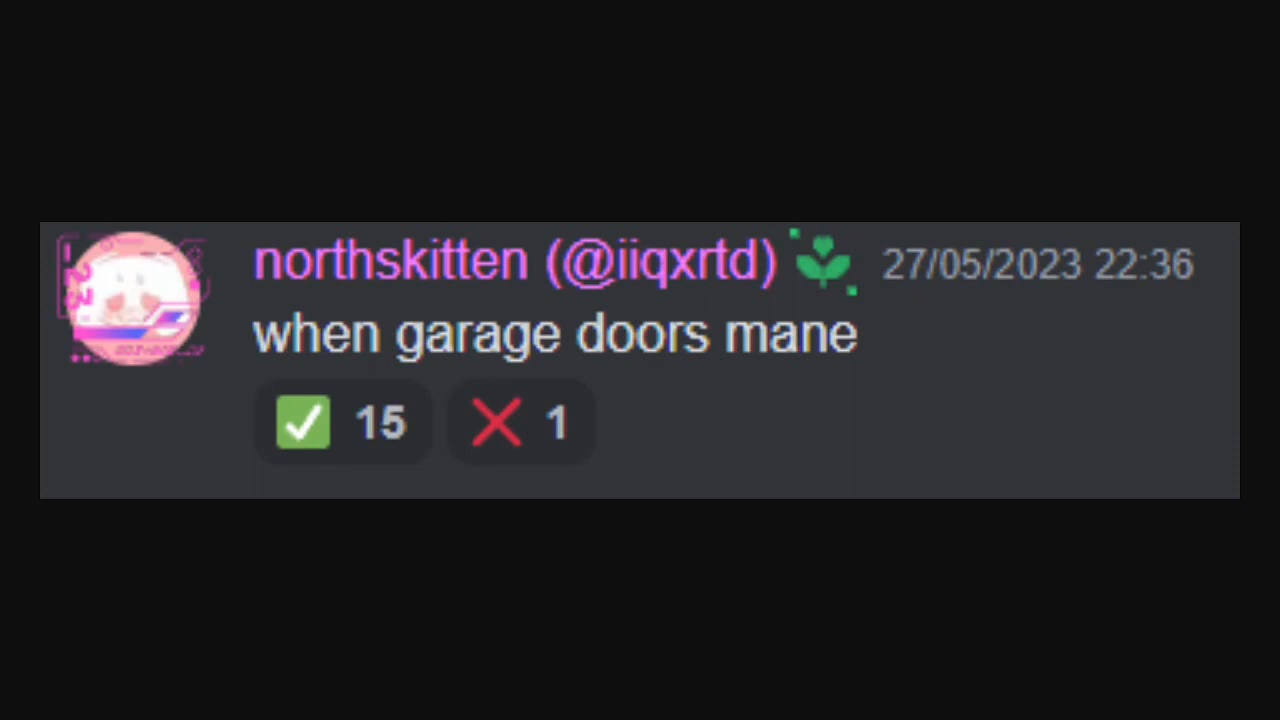 northskitten (@iiqxrtd) 27/05/2023 22:36
when garage doors mane
✅ 15 ❌ 1